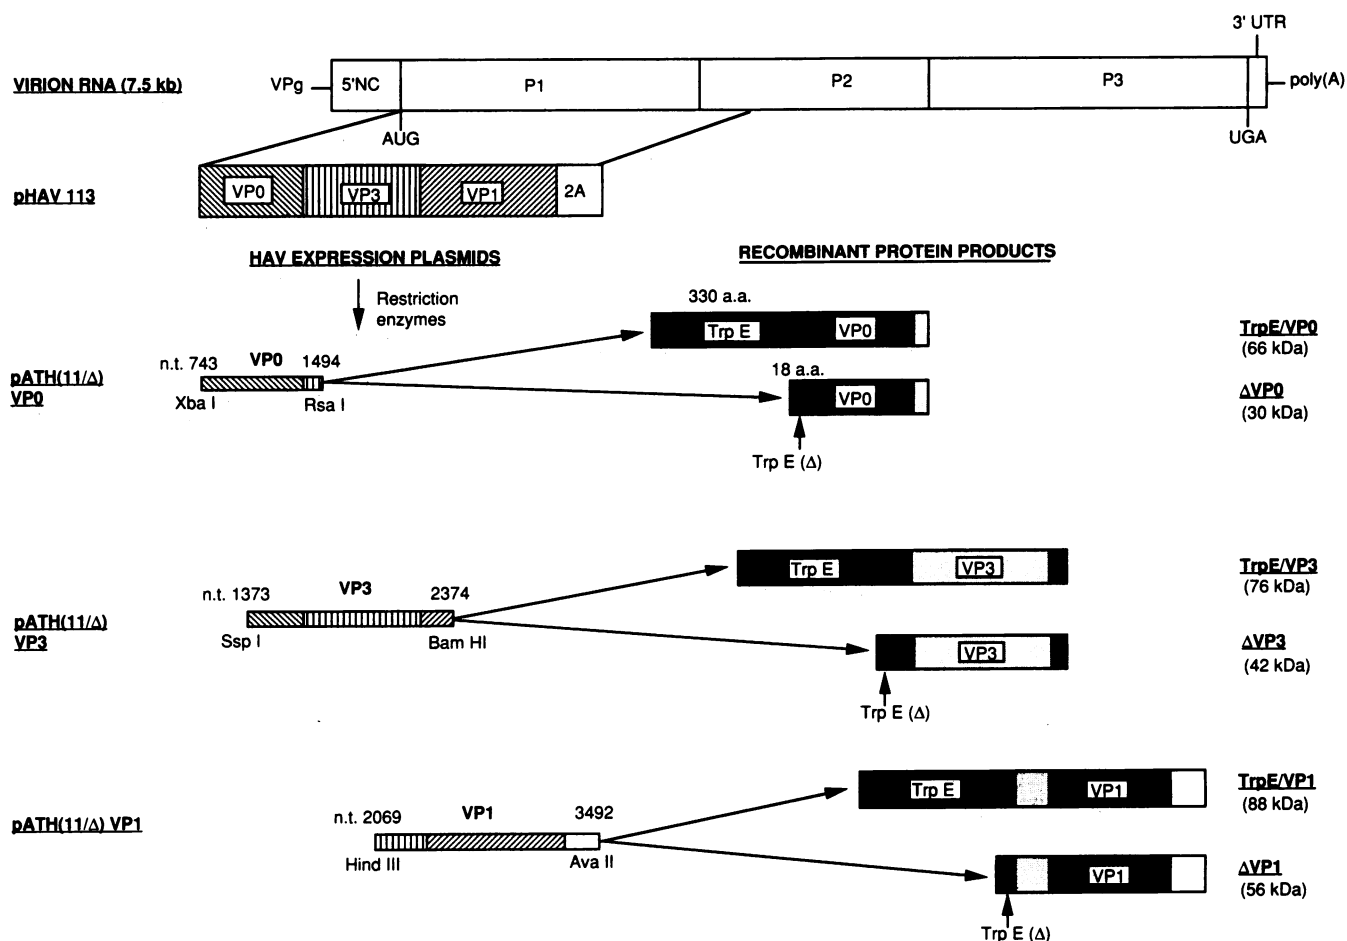 3' UTR
VIRION RNA (7.5 kb)
VPg
5'NC
P1
P2
P3
poly(A)
AUG
UGA
pHAV 113
VP0
VP3
VP1
2A
HAV EXPRESSION PLASMIDS
RECOMBINANT PROTEIN PRODUCTS
Restriction
enzymes
330 a.a.
Trp E
VP0
TrpE/VP0
(66 kDa)
n.t. 743
VP0
1494
pATH(11/Δ)
VP0
Xba I
Rsa I
18 a.a.
VP0
ΔVP0
(30 kDa)
Trp E (Δ)
Trp E
VP3
TrpE/VP3
(76 kDa)
n.t. 1373
VP3
2374
pATH(11/Δ)
VP3
Ssp I
Bam HI
VP3
ΔVP3
(42 kDa)
Trp E (Δ)
Trp E
VP1
TrpE/VP1
(88 kDa)
pATH(11/Δ) VP1
n.t. 2069
VP1
3492
Hind III
Ava II
VP1
ΔVP1
(56 kDa)
Trp E (Δ)